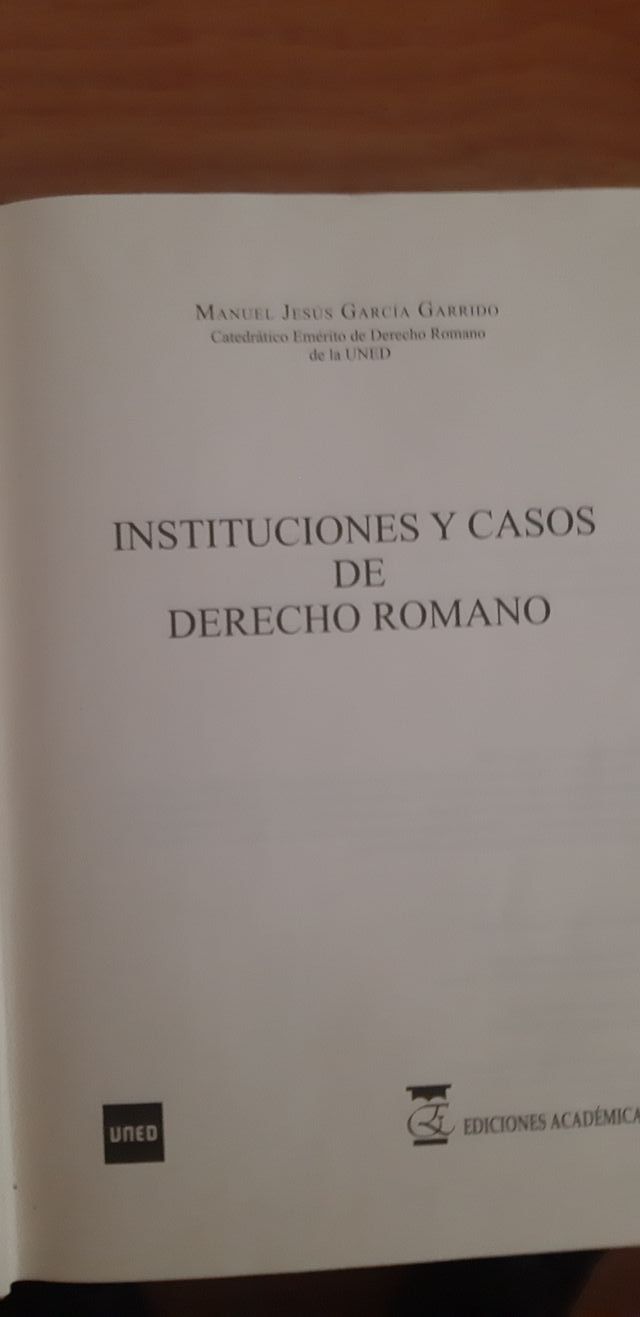 MANUEL JESÚS GARCÍA GARRIDO
Catedrático Emérito de Derecho Romano
de la UNED
INSTITUCIONES Y CASOS
DE
DERECHO ROMANO
UNED
EDICIONES ACADÉMICA